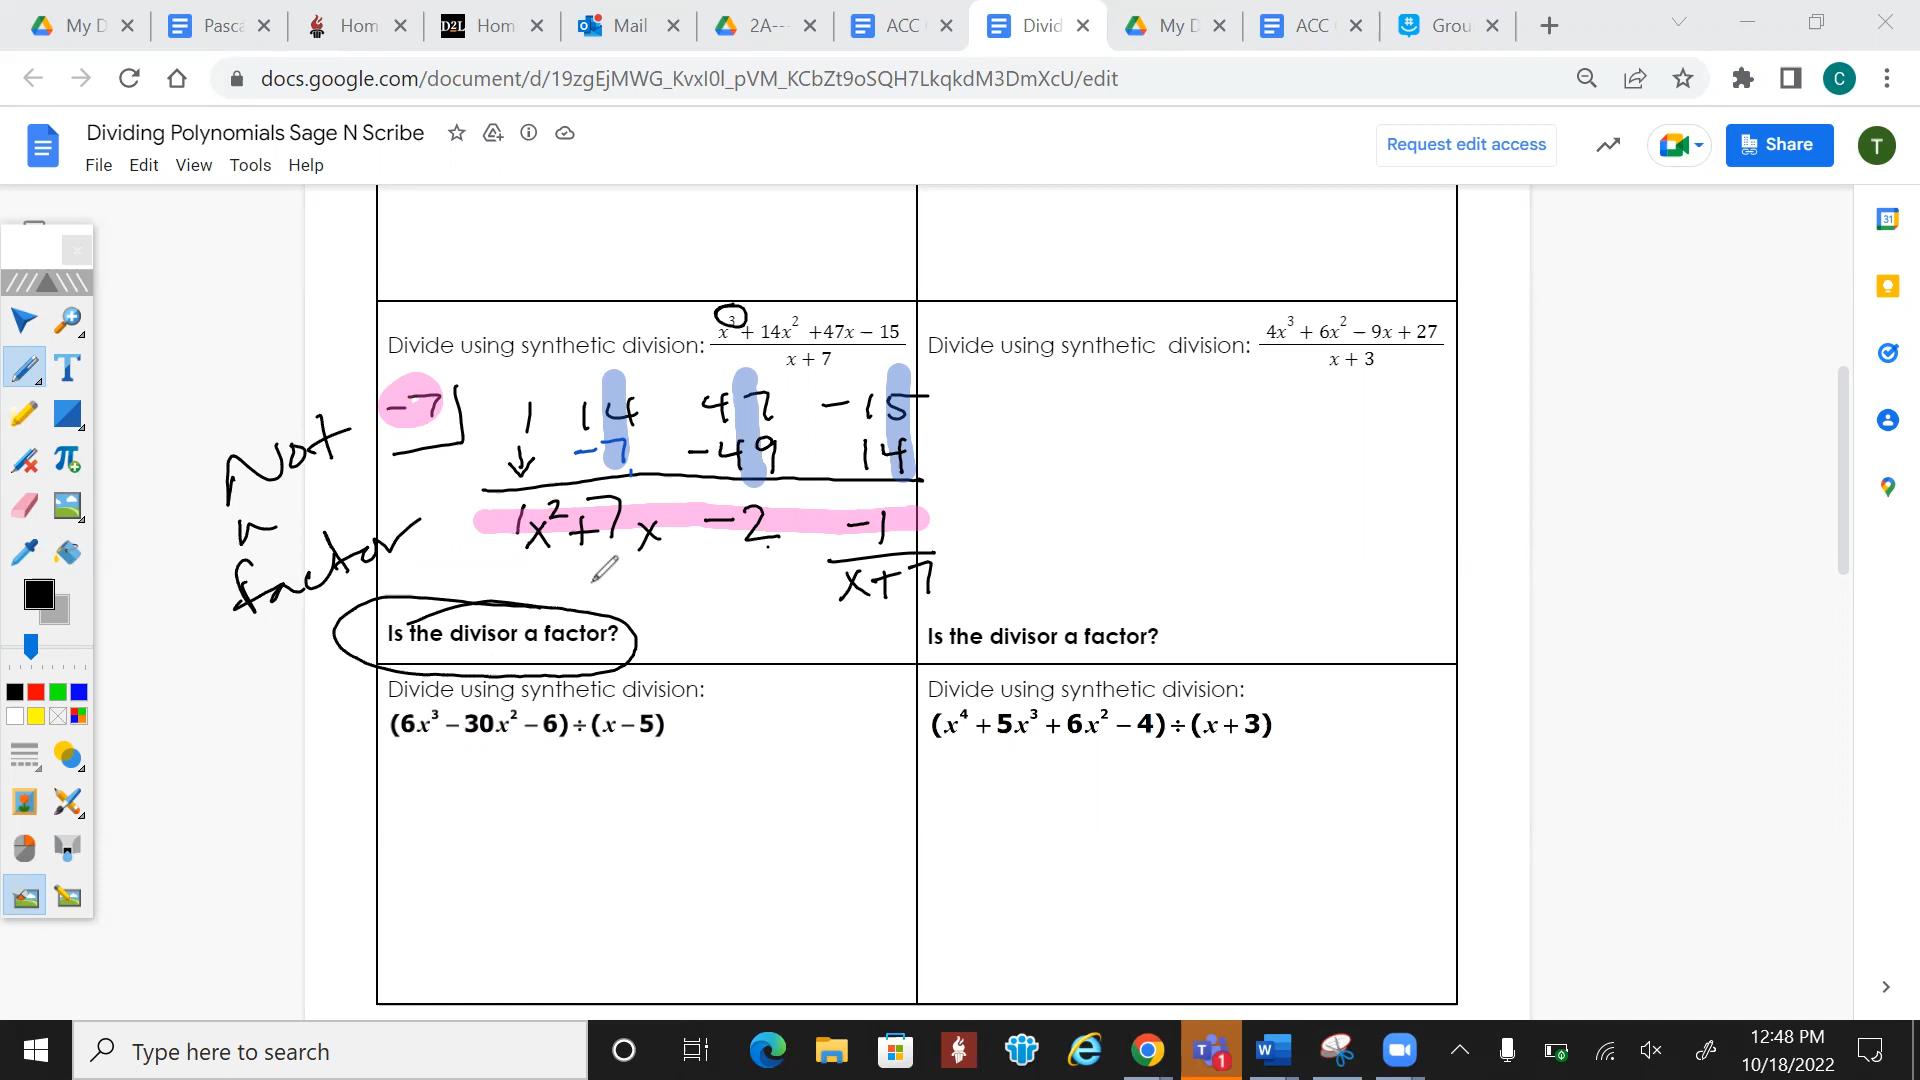 My D
Pasca
Hom
D2L
Hom
Mail
2A---
ACC
Divid
My D
ACC
Grou
docs.google.com/document/d/19zgEjMWG_KvxI0l_pVM_KCbZt9oSQH7LkqkdM3DmXcU/edit
C
Dividing Polynomials Sage N Scribe
Request edit access
Share
T
File Edit View Tools Help
31
Divide using synthetic division: x³ + 14x² +47x − 15
x + 7
Divide using synthetic division: 4x³ + 6x² − 9x + 27
x + 3
-7 1 14 47 -15
-7 -49 14
1x² +7x -2 -1
x+7
Not
a
factor
Is the divisor a factor?
Is the divisor a factor?
Divide using synthetic division:
(6x³ − 30x² − 6) ÷ (x − 5)
Divide using synthetic division:
(x⁴ + 5x³ + 6x² − 4) ÷ (x + 3)
Type here to search
12:48 PM
10/18/2022